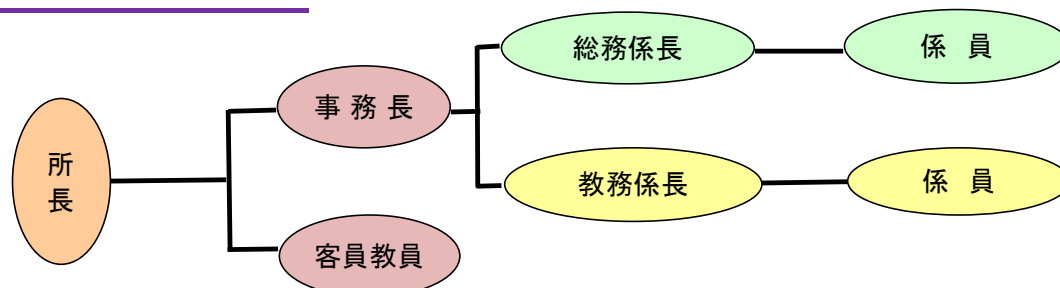 所長
事 務 長
客員教員
総務係長
係 員
教務係長
係 員